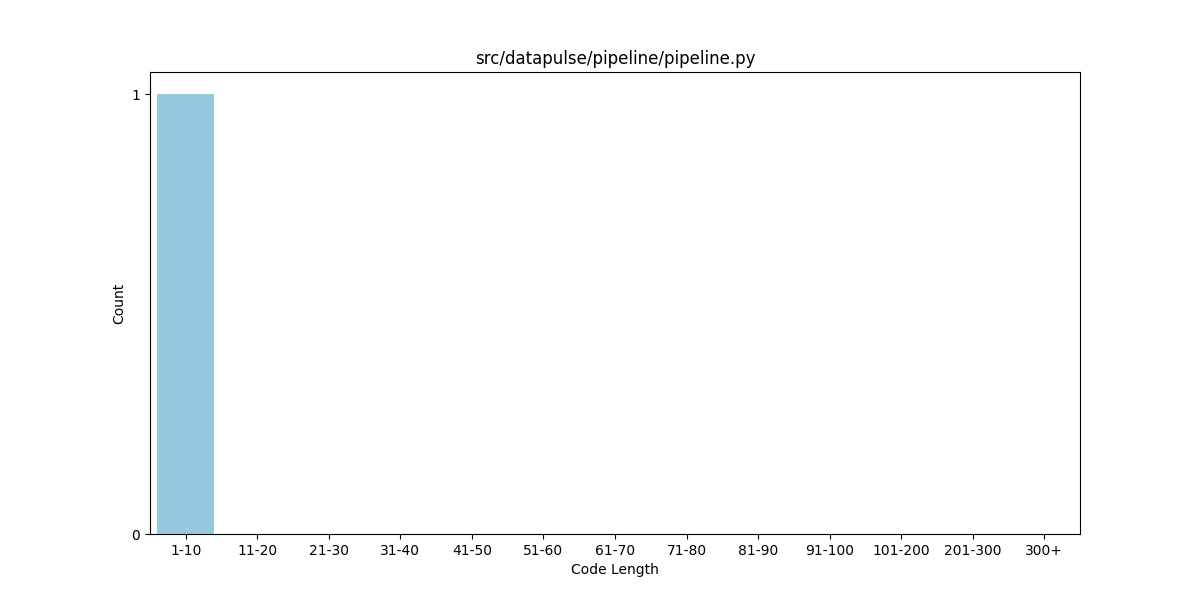 src/datapulse/pipeline/pipeline.py
1
0
Count
1-10 11-20 21-30 31-40 41-50 51-60 61-70 71-80 81-90 91-100 101-200 201-300 300+
Code Length